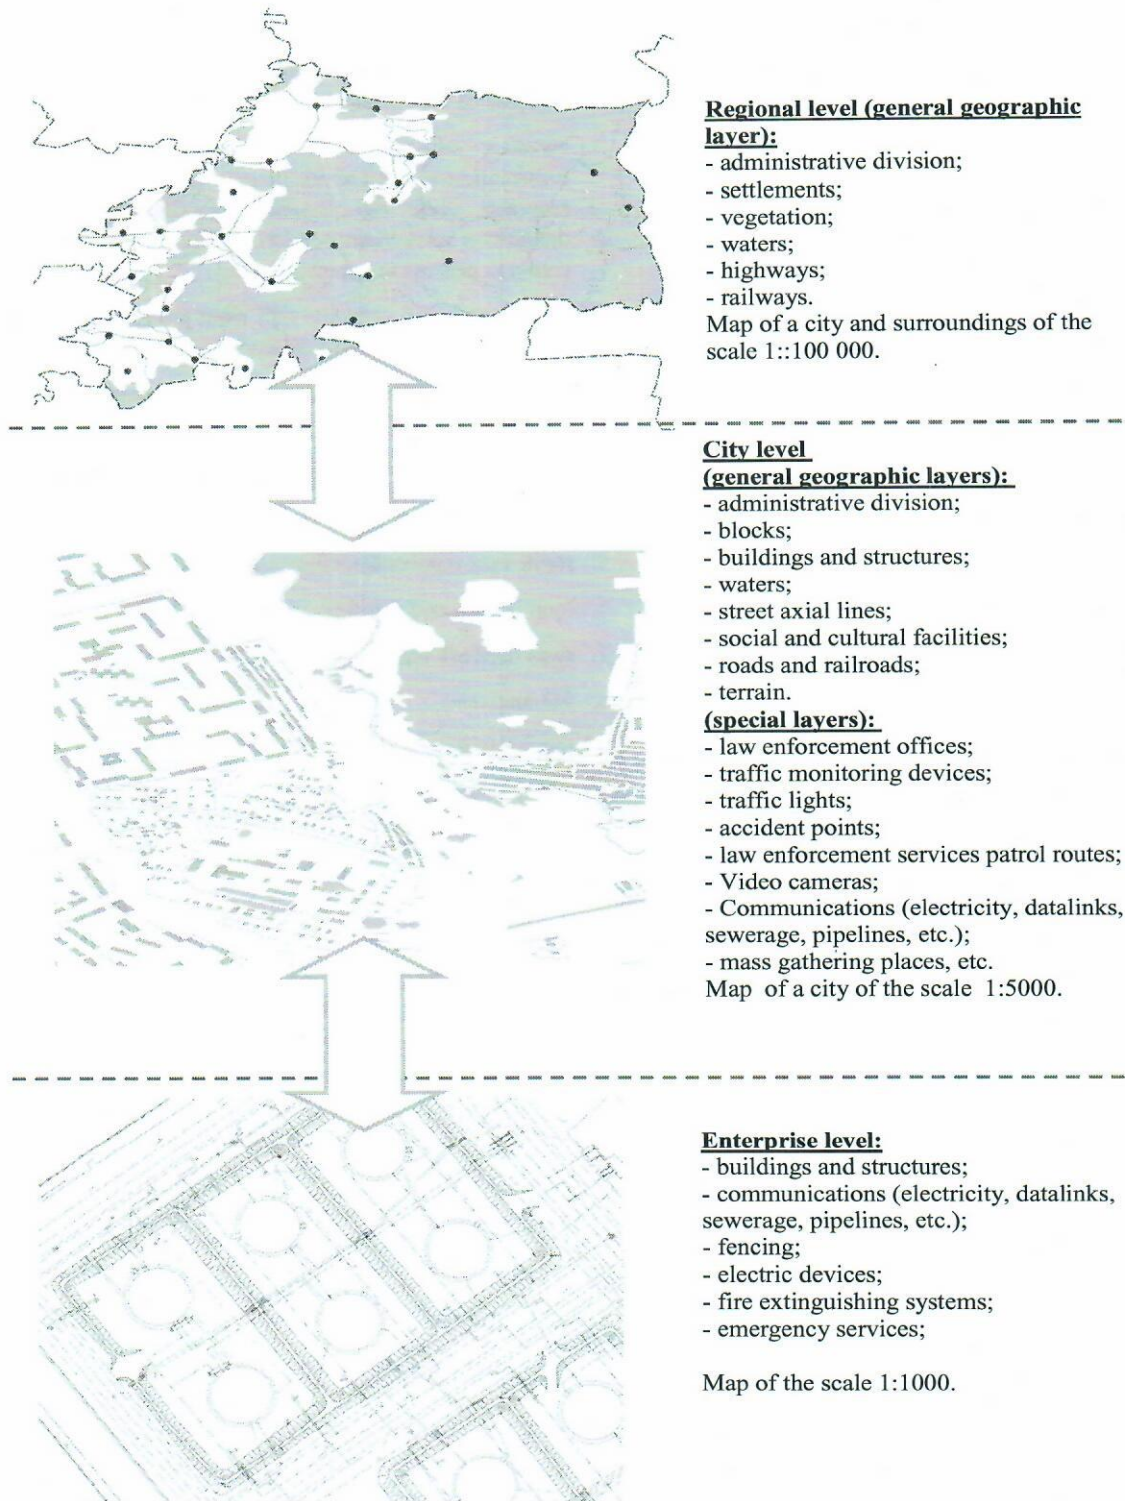 Regional level (general geographic
layer):
- administrative division;
- settlements;
- vegetation;
- waters;
- highways;
- railways.
Map of a city and surroundings of the
scale 1::100 000.
City level
(general geographic layers):
- administrative division;
- blocks;
- buildings and structures;
- waters;
- street axial lines;
- social and cultural facilities;
- roads and railroads;
- terrain.
(special layers):
- law enforcement offices;
- traffic monitoring devices;
- traffic lights;
- accident points;
- law enforcement services patrol routes;
- Video cameras;
- Communications (electricity, datalinks,
sewerage, pipelines, etc.);
- mass gathering places, etc.
Map of a city of the scale 1:5000.
Enterprise level:
- buildings and structures;
- communications (electricity, datalinks,
sewerage, pipelines, etc.);
- fencing;
- electric devices;
- fire extinguishing systems;
- emergency services;
Map of the scale 1:1000.